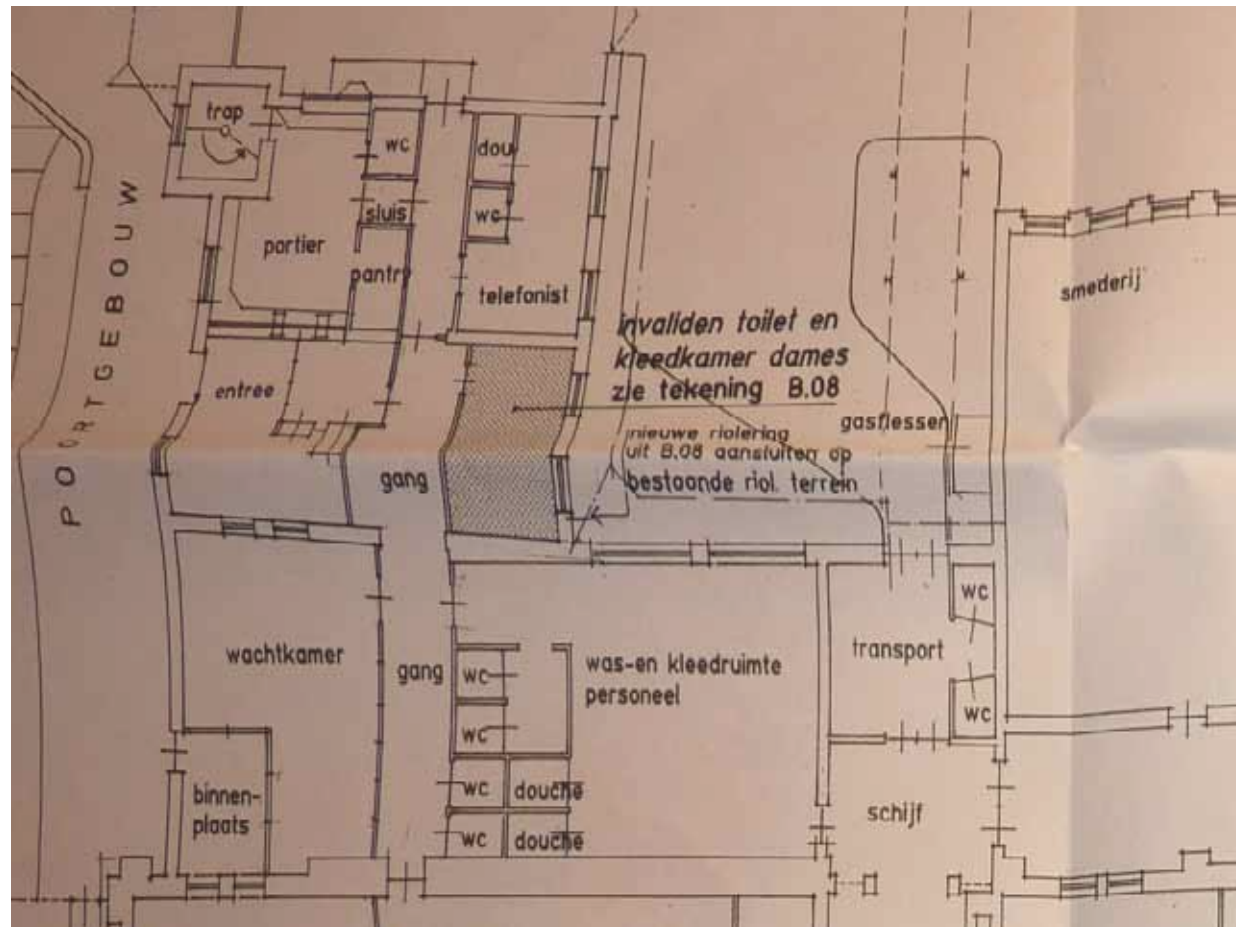 trap
wc
dou
sluis
wc
portier
pantry
telefonist
POORTGEBOUW
smederij
invaliden toilet en
kleedkamer dames
zie tekening B.08
entree
gasflessen
nieuwe riolering
uit B.08 aansluiten op
bestaande riol. terrein
gang
wc
wachtkamer
gang
wc
was-en kleedruimte
personeel
transport
wc
wc
binnen-
plaats
wc
douche
schijf
wc
douche